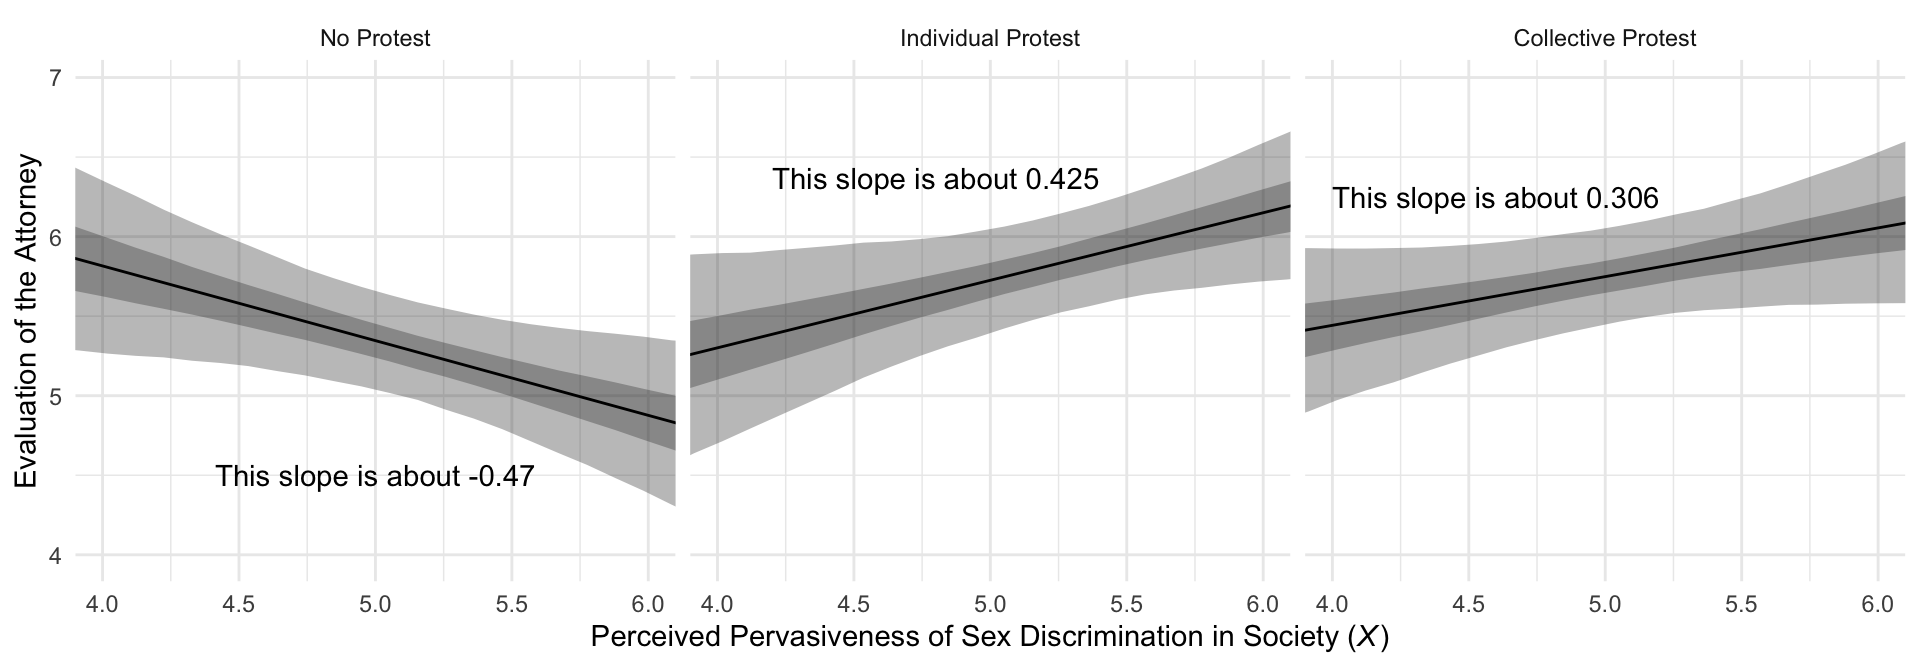 No Protest
Individual Protest
Collective Protest
Evaluation of the Attorney
7
6
5
4
This slope is about -0.47
This slope is about 0.425
This slope is about 0.306
4.0 4.5 5.0 5.5 6.0
4.0 4.5 5.0 5.5 6.0
4.0 4.5 5.0 5.5 6.0
Perceived Pervasiveness of Sex Discrimination in Society (X)